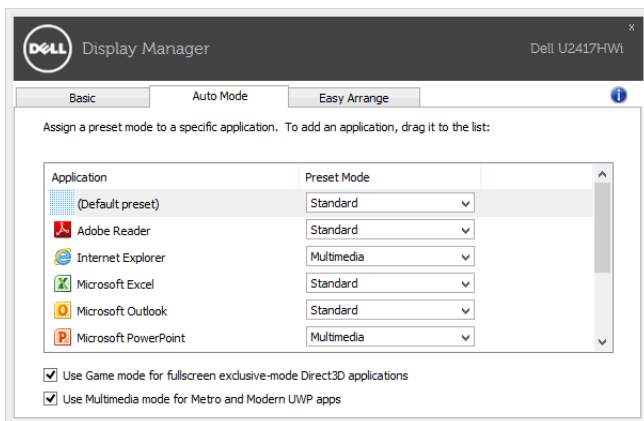 DELL Display Manager Dell U2417HWi
Basic Auto Mode Easy Arrange
Assign a preset mode to a specific application. To add an application, drag it to the list:
Application Preset Mode
(Default preset) Standard
Adobe Reader Standard
Internet Explorer Multimedia
Microsoft Excel Standard
Microsoft Outlook Standard
Microsoft PowerPoint Multimedia
Use Game mode for fullscreen exclusive-mode Direct3D applications
Use Multimedia mode for Metro and Modern UWP apps